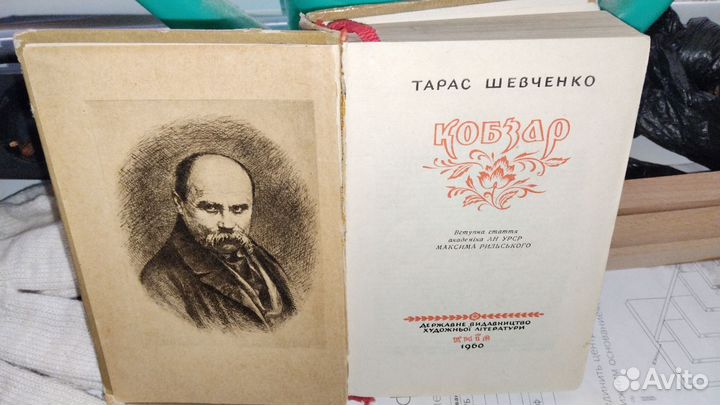 ТАРАС ШЕВЧЕНКО
КОБЗАР
Вступна стаття
академіка АН УРСР
МАКСИМА РИЛЬСЬКОГО
ДЕРЖАВНЕ ВИДАВНИЦТВО
ХУДОЖНЬОЇ ЛІТЕРАТУРИ
КИЇВ
1960
Avito